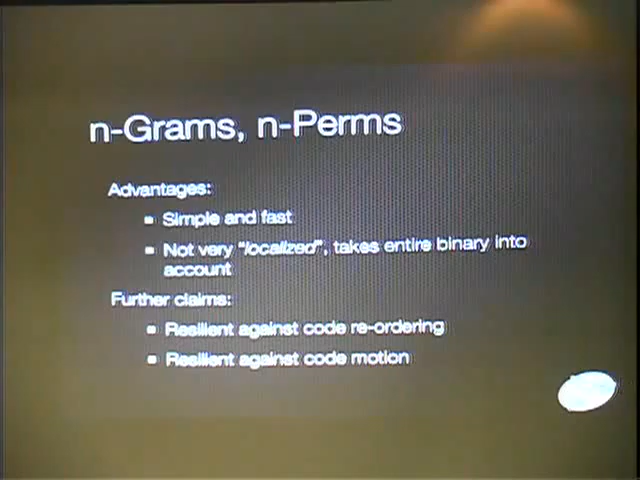 n-Grams, n-Perms
Advantages:
Simple and fast
Not very "localized", takes entire binary into
account
Further claims:
Resilient against code re-ordering
Resilient against code motion